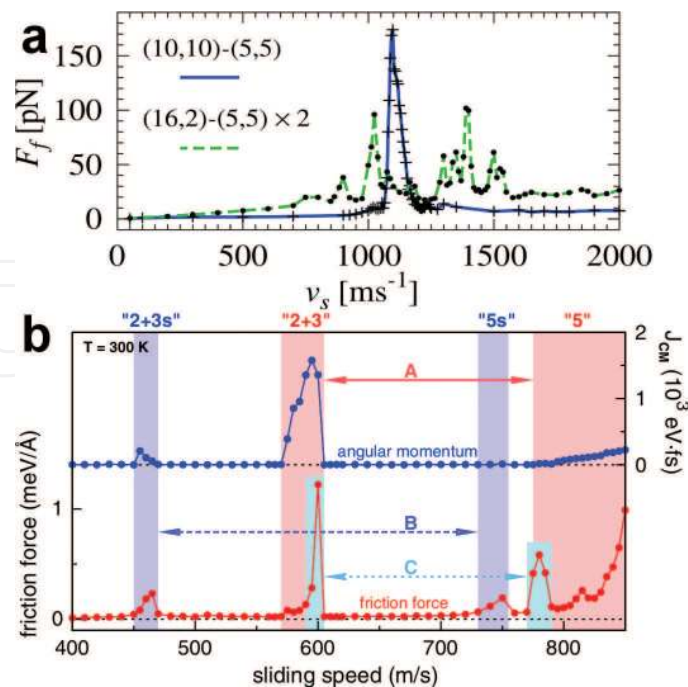 a
F_f [pN]
150
100
50
0
(10,10)-(5,5)
(16,2)-(5,5)×2
0 500 1000 1500 2000
v_s [ms⁻¹]
b
"2+3s" "2+3" "5s" "5"
T = 300 K
2
1
0
J_CM (10³ eV·fs)
A
angular momentum
friction force (meV/Å)
1
0
B
C
friction force
400 500 600 700 800
sliding speed (m/s)